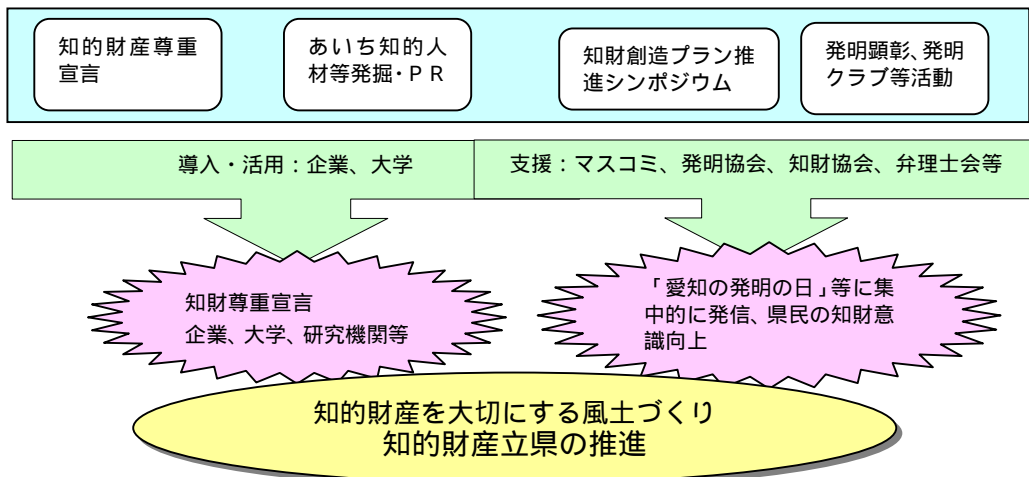 知的財産尊重
宣言
あいち知的人
材等発掘・ＰＲ
知財創造プラン推
進シンポジウム
発明顕彰、発明
クラブ等活動
導入・活用：企業、大学
支援：マスコミ、発明協会、知財協会、弁理士会等
知財尊重宣言
企業、大学、研究機関等
「愛知の発明の日」等に集
中的に発信、県民の知財意
識向上
知的財産を大切にする風土づくり
知的財産立県の推進